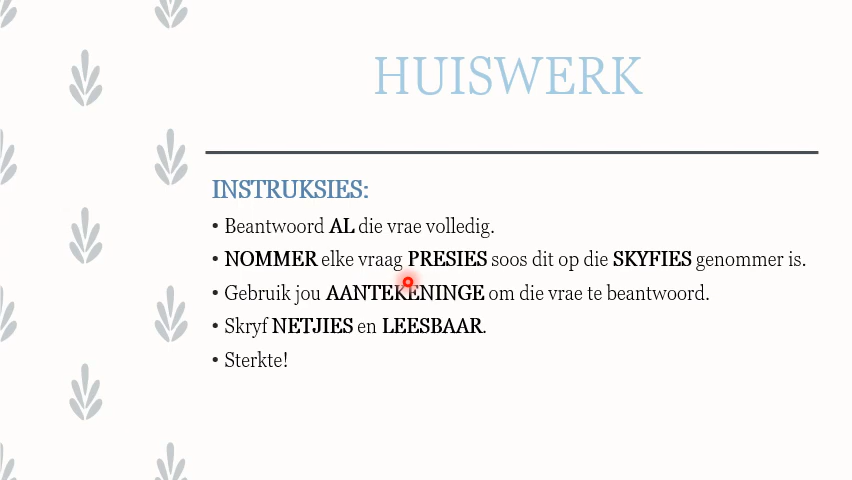 HUISWERK
INSTRUKSIES:
• Beantwoord AL die vrae volledig.
• NOMMER elke vraag PRESIES soos dit op die SKYFIES genommer is.
• Gebruik jou AANTEKENINGE om die vrae te beantwoord.
• Skryf NETJIES en LEESBAAR.
• Sterkte!